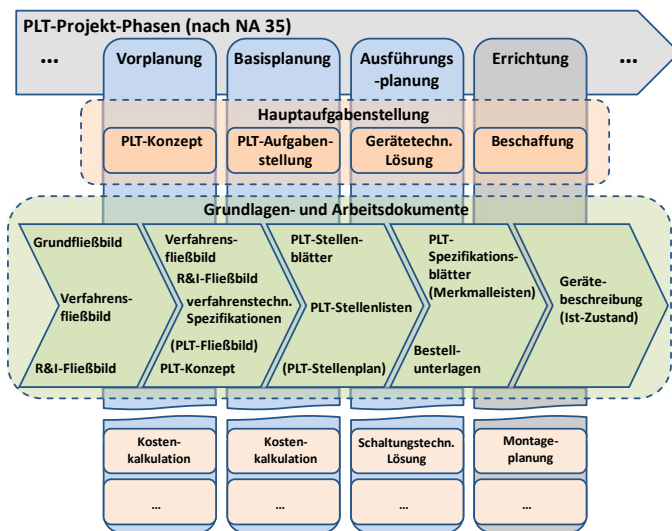 PLT-Projekt-Phasen (nach NA 35)
...
Vorplanung
Basisplanung
Ausführungs
-planung
Errichtung
...
Hauptaufgabenstellung
PLT-Konzept
PLT-Aufgaben-
stellung
Gerätetechn.
Lösung
Beschaffung
Grundlagen- und Arbeitsdokumente
Grundfließbild
Verfahrens-
fließbild
R&I-Fließbild
Verfahrens-
fließbild
R&I-Fließbild
verfahrenstechn.
Spezifikationen
(PLT-Fließbild)
PLT-Konzept
PLT-Stellen-
blätter
PLT-Stellenlisten
(PLT-Stellenplan)
PLT-
Spezifikations-
blätter
(Merkmalleisten)
Bestell-
unterlagen
Geräte-
beschreibung
(Ist-Zustand)
Kosten-
kalkulation
Kosten-
kalkulation
Schaltungstechn.
Lösung
Montage-
planung
...
...
...
...